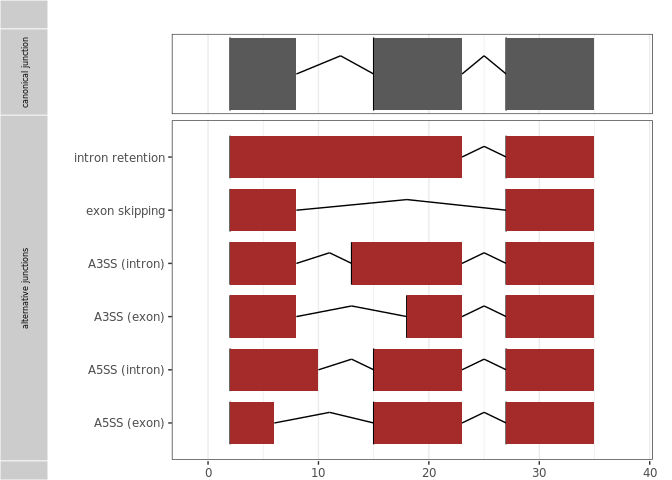 canonical junction
alternative junctions
intron retention
exon skipping
A3SS (intron)
A3SS (exon)
A5SS (intron)
A5SS (exon)
0 10 20 30 40